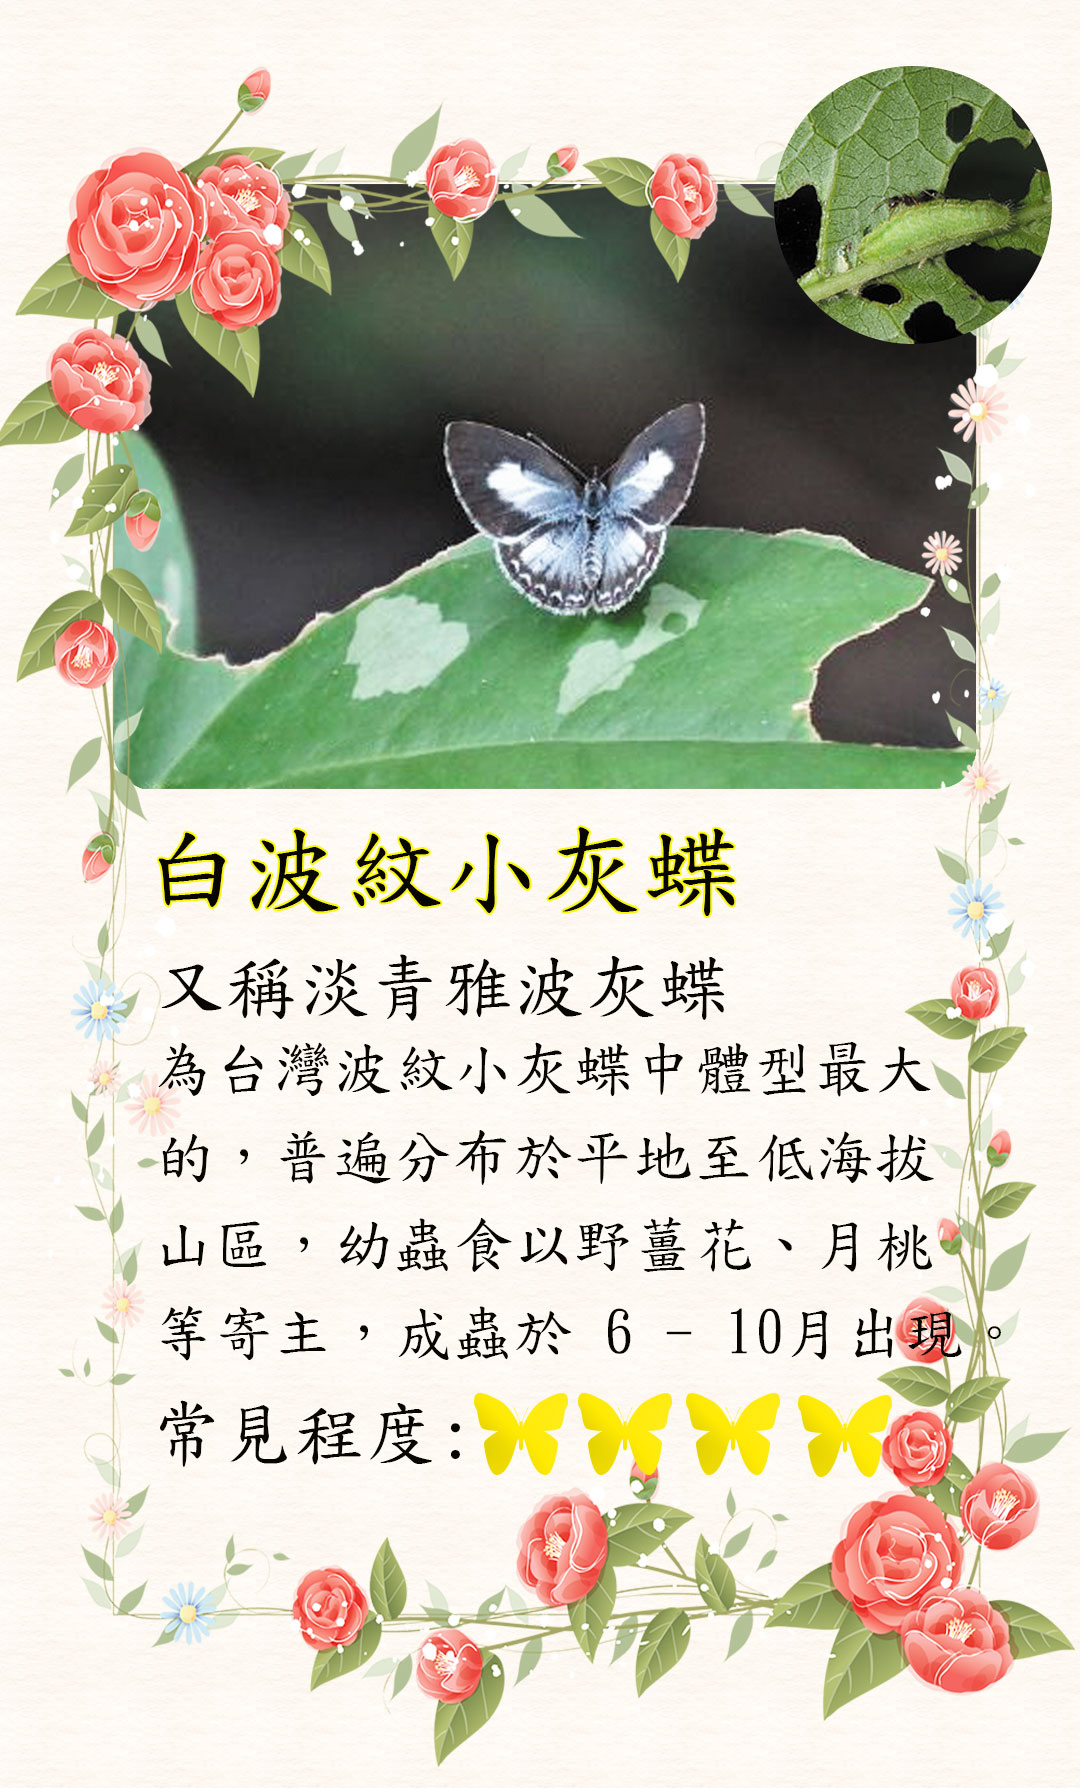 白波紋小灰蝶
又稱淡青雅波灰蝶
為台灣波紋小灰蝶中體型最大
的，普遍分布於平地至低海拔
山區，幼蟲食以野薑花、月桃
等寄主，成蟲於 6 - 10月出現。
常見程度: